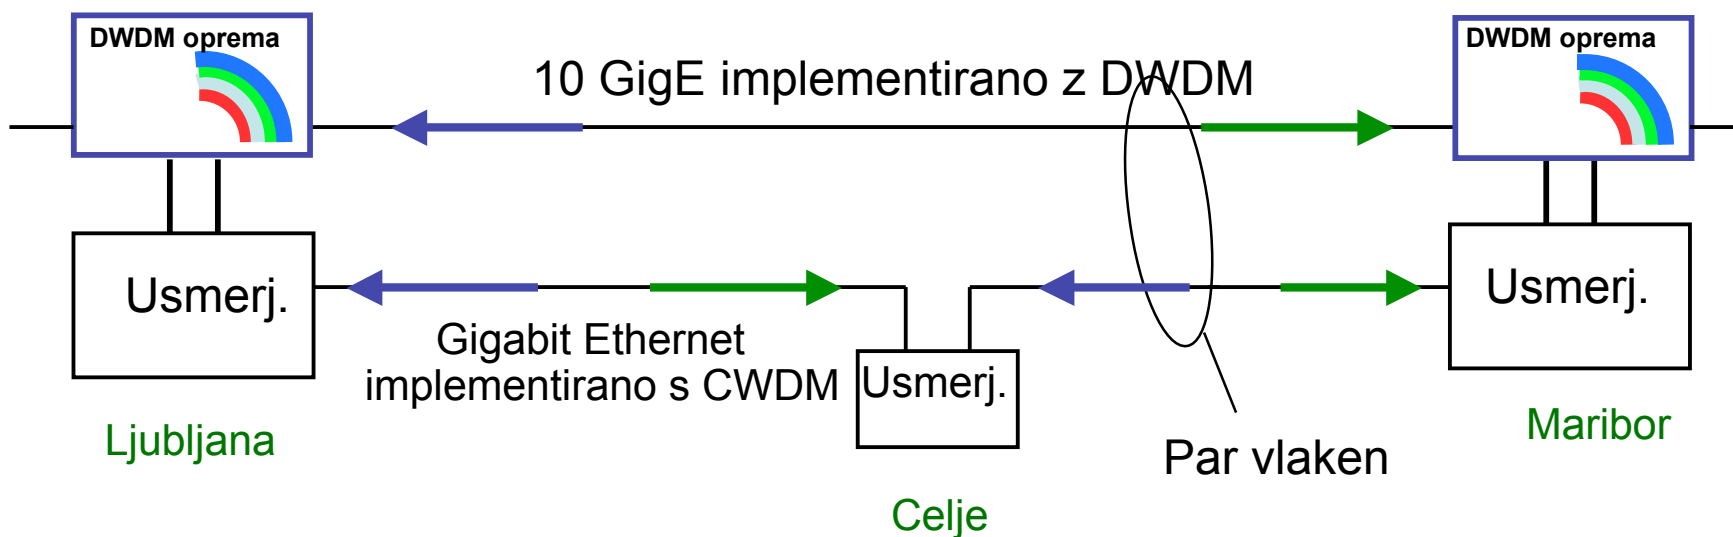 DWDM oprema
DWDM oprema
10 GigE implementirano z DWDM
Usmerj.
Usmerj.
Gigabit Ethernet
implementirano s CWDM
Usmerj.
Ljubljana
Maribor
Par vlaken
Celje